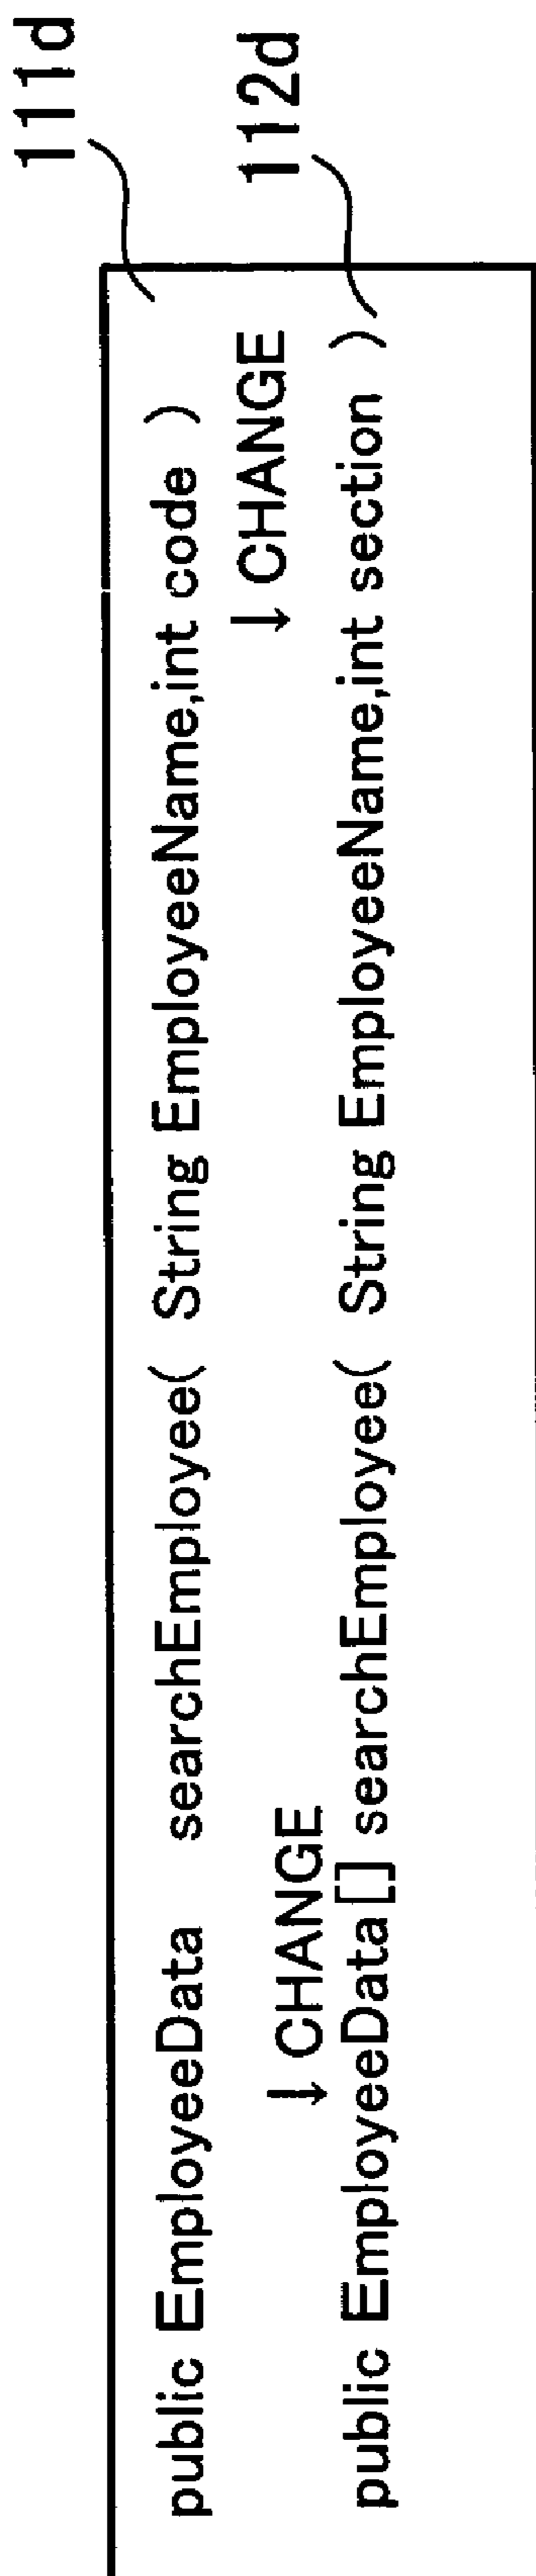 111d
public EmployeeData searchEmployee( String EmployeeName,int code )
↓ CHANGE ↓ CHANGE
112d
public EmployeeData[] searchEmployee( String EmployeeName,int section )